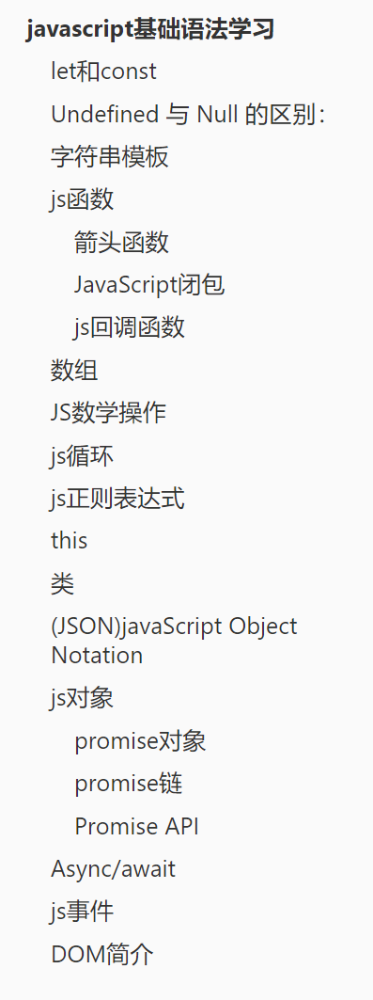 javascript基础语法学习
let和const
Undefined 与 Null 的区别：
字符串模板
js函数
箭头函数
JavaScript闭包
js回调函数
数组
JS数学操作
js循环
js正则表达式
this
类
(JSON)javaScript Object
Notation
js对象
promise对象
promise链
Promise API
Async/await
js事件
DOM简介